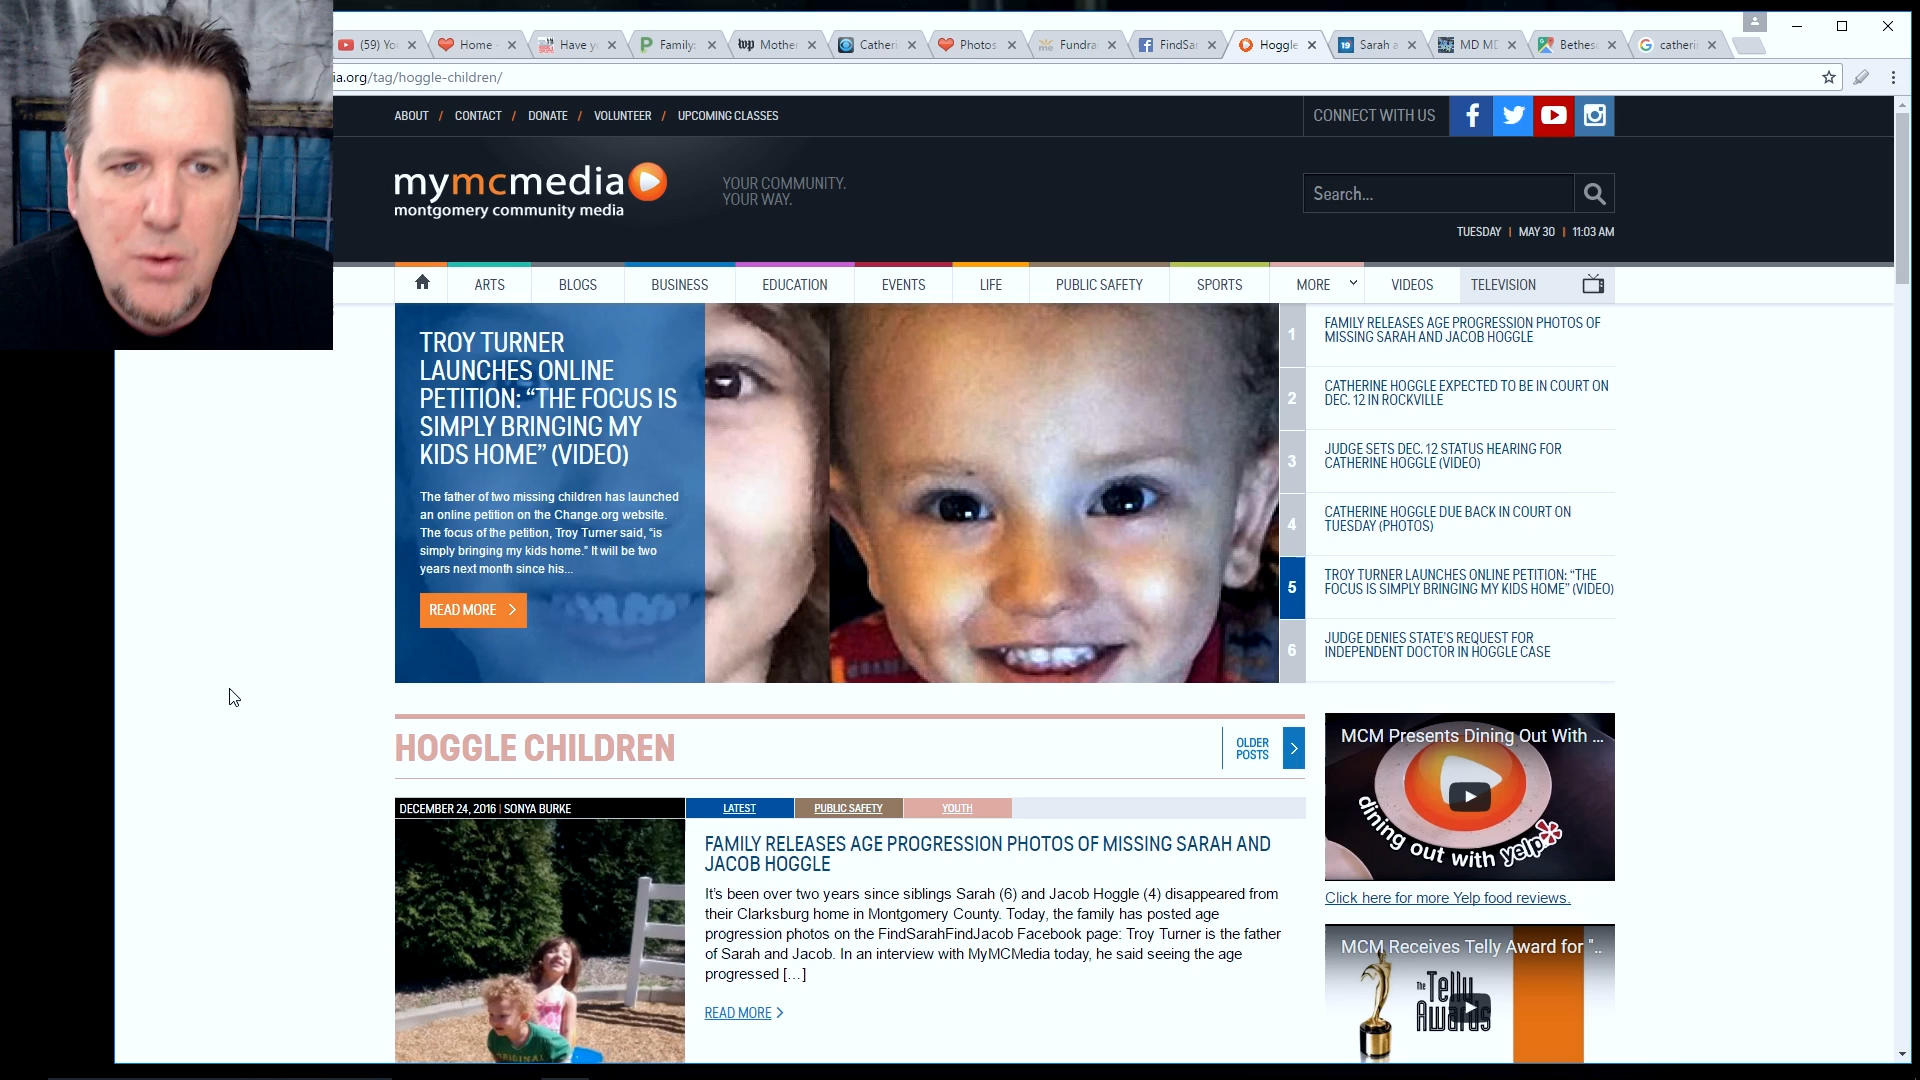 (59) Yo
Home
Have y
Family:
wp Mother
Catheri
Photos
me Fundra
FindSar
Hoggle
19 Sarah a
MD MD
Bethes
catheri
ia.org/tag/hoggle-children/
ABOUT / CONTACT / DONATE / VOLUNTEER / UPCOMING CLASSES
CONNECT WITH US
mymcmedia
montgomery community media
YOUR COMMUNITY.
YOUR WAY.
Search...
TUESDAY | MAY 30 | 11:03 AM
ARTS BLOGS BUSINESS EDUCATION EVENTS LIFE PUBLIC SAFETY SPORTS MORE VIDEOS TELEVISION
TROY TURNER
LAUNCHES ONLINE
PETITION: “THE FOCUS IS
SIMPLY BRINGING MY
KIDS HOME” (VIDEO)
The father of two missing children has launched
an online petition on the Change.org website.
The focus of the petition, Troy Turner said, “is
simply bringing my kids home.” It will be two
years next month since his...
READ MORE
1 FAMILY RELEASES AGE PROGRESSION PHOTOS OF
MISSING SARAH AND JACOB HOGGLE
2 CATHERINE HOGGLE EXPECTED TO BE IN COURT ON
DEC. 12 IN ROCKVILLE
3 JUDGE SETS DEC. 12 STATUS HEARING FOR
CATHERINE HOGGLE (VIDEO)
4 CATHERINE HOGGLE DUE BACK IN COURT ON
TUESDAY (PHOTOS)
5 TROY TURNER LAUNCHES ONLINE PETITION: “THE
FOCUS IS SIMPLY BRINGING MY KIDS HOME” (VIDEO)
6 JUDGE DENIES STATE’S REQUEST FOR
INDEPENDENT DOCTOR IN HOGGLE CASE
HOGGLE CHILDREN
OLDER
POSTS
DECEMBER 24, 2016 | SONYA BURKE
LATEST PUBLIC SAFETY YOUTH
FAMILY RELEASES AGE PROGRESSION PHOTOS OF MISSING SARAH AND
JACOB HOGGLE
It’s been over two years since siblings Sarah (6) and Jacob Hoggle (4) disappeared from
their Clarksburg home in Montgomery County. Today, the family has posted age
progression photos on the FindSarahFindJacob Facebook page: Troy Turner is the father
of Sarah and Jacob. In an interview with MyMCMedia today, he said seeing the age
progressed […]
READ MORE
ORIGINAL
MCM Presents Dining Out With ...
dining out with yelp
Click here for more Yelp food reviews.
MCM Receives Telly Award for "...
The
Telly
Awards